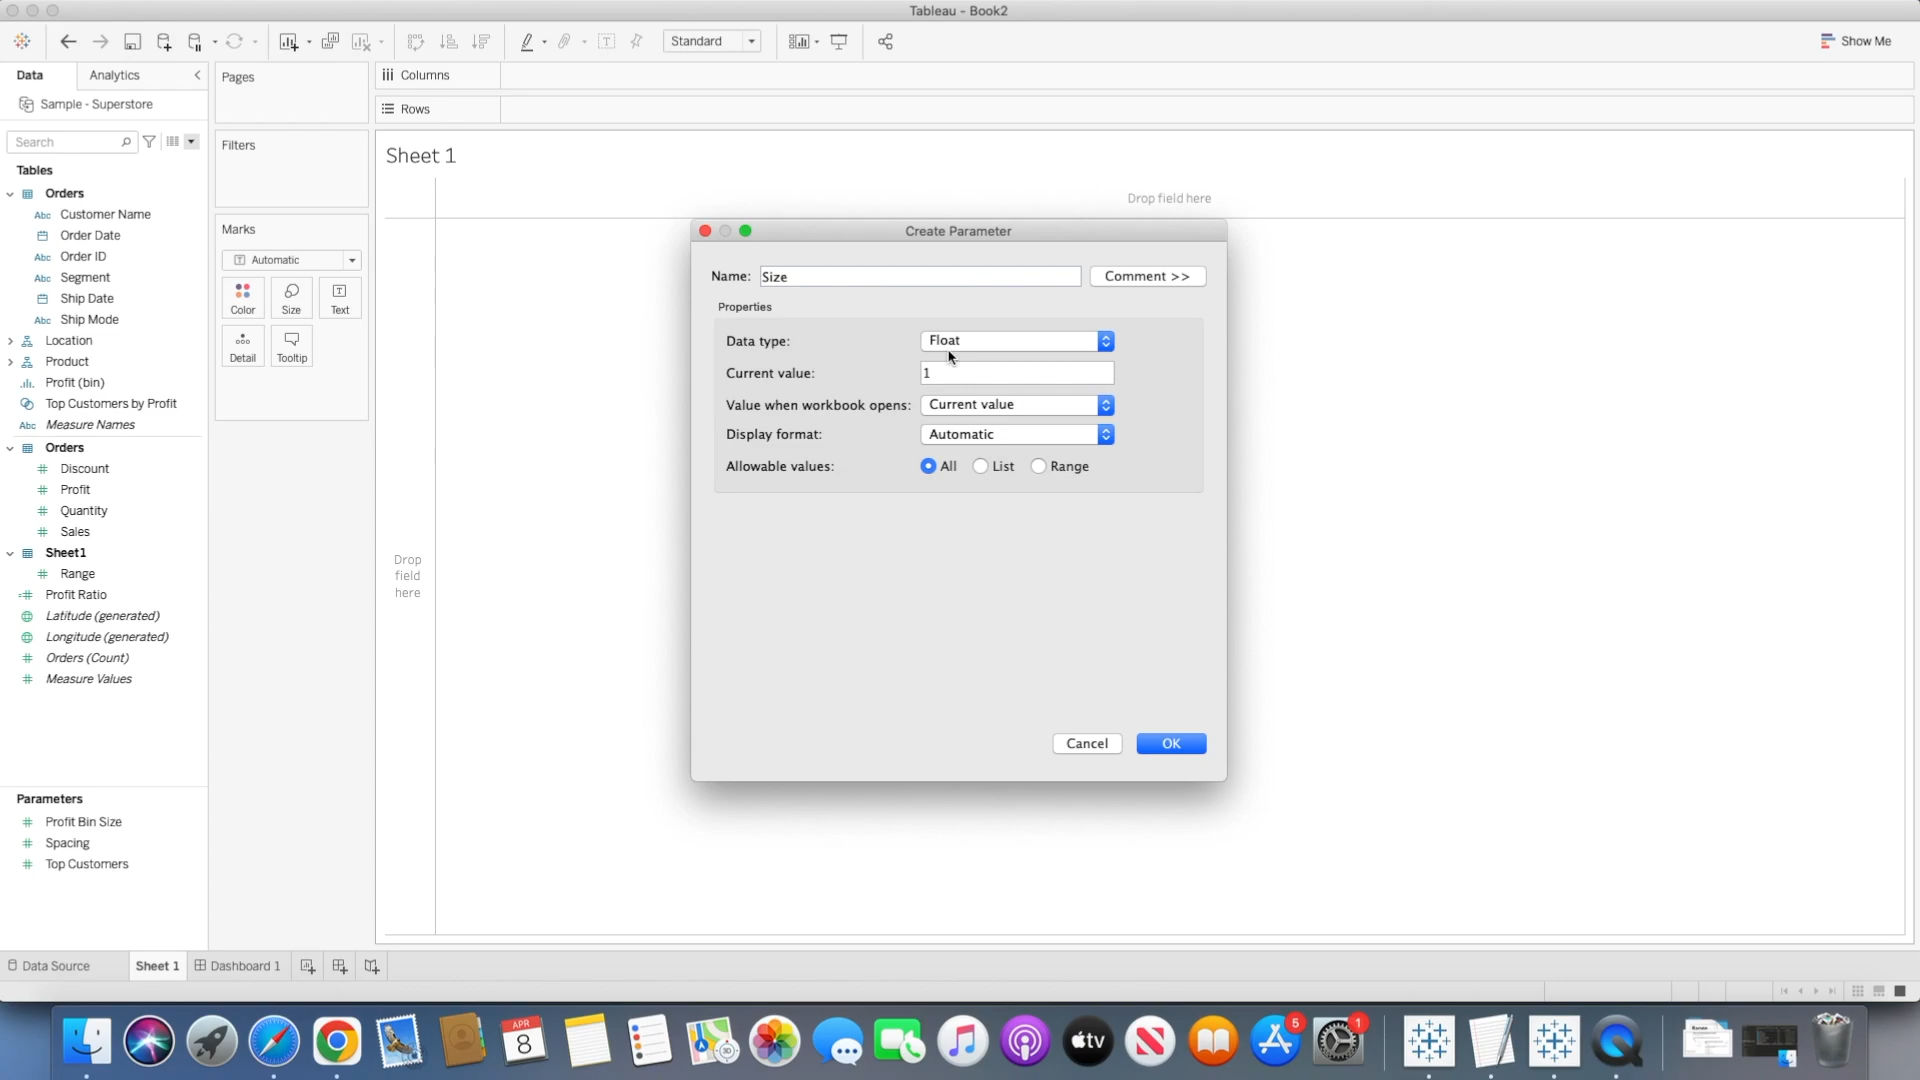 Tableau - Book2
Standard
Show Me
Data
Analytics
Pages
Columns
Sample - Superstore
Rows
Search
Filters
Sheet 1
Tables
Orders
Drop field here
Customer Name
Order Date
Marks
Create Parameter
Order ID
Automatic
Segment
Name:
Size
Comment >>
Ship Date
Color
Size
Text
Properties
Ship Mode
Location
Data type:
Float
Product
Detail
Tooltip
Current value:
1
Profit (bin)
Top Customers by Profit
Value when workbook opens:
Current value
Measure Names
Display format:
Automatic
Orders
Allowable values:
All
List
Range
Discount
Profit
Quantity
Sales
Sheet1
Range
Drop
field
here
Profit Ratio
Latitude (generated)
Longitude (generated)
Orders (Count)
Measure Values
Cancel
OK
Parameters
Profit Bin Size
Spacing
Top Customers
Data Source
Sheet 1
Dashboard 1
APR
8
tv
5
1